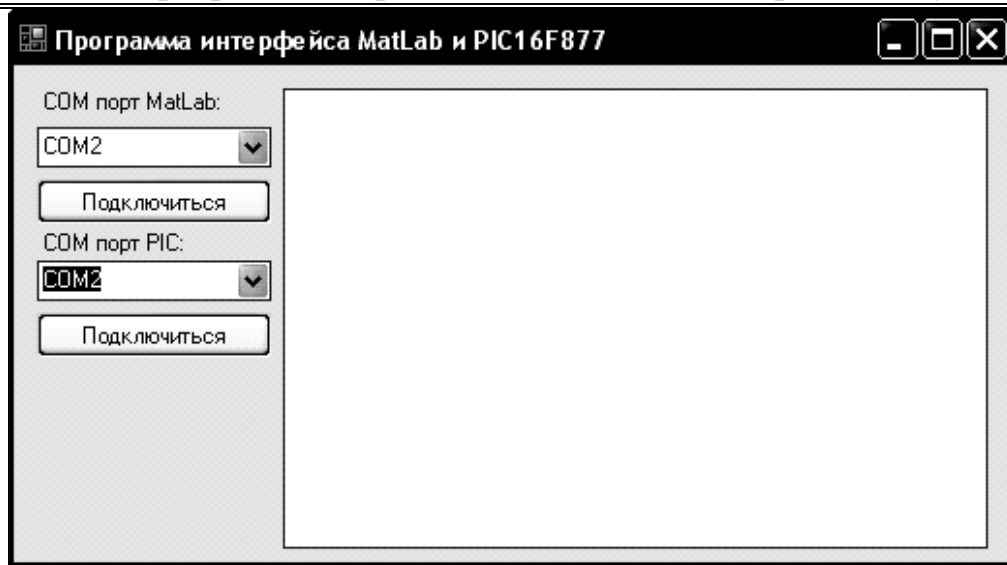 Программа интерфейса MatLab и PIC16F877
COM порт MatLab:
COM2
Подключиться
COM порт PIC:
COM2
Подключиться